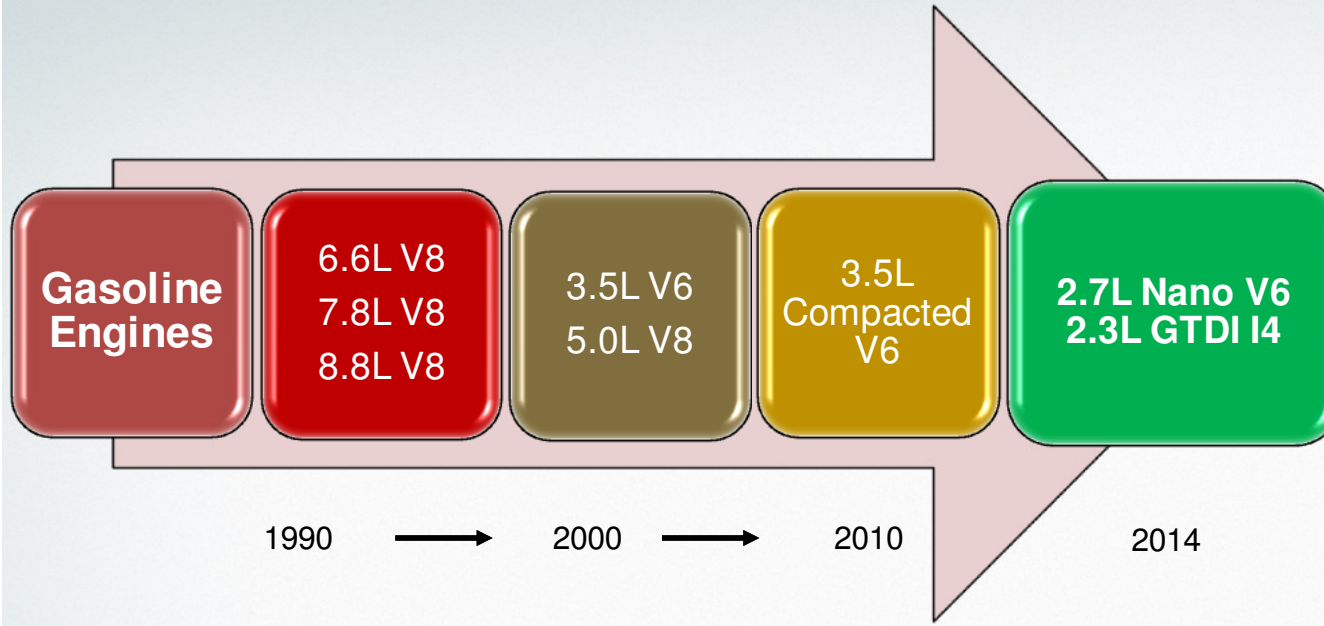 Gasoline
Engines
6.6L V8
7.8L V8
8.8L V8
3.5L V6
5.0L V8
3.5L
Compacted
V6
2.7L Nano V6
2.3L GTDI I4
1990
2000
2010
2014